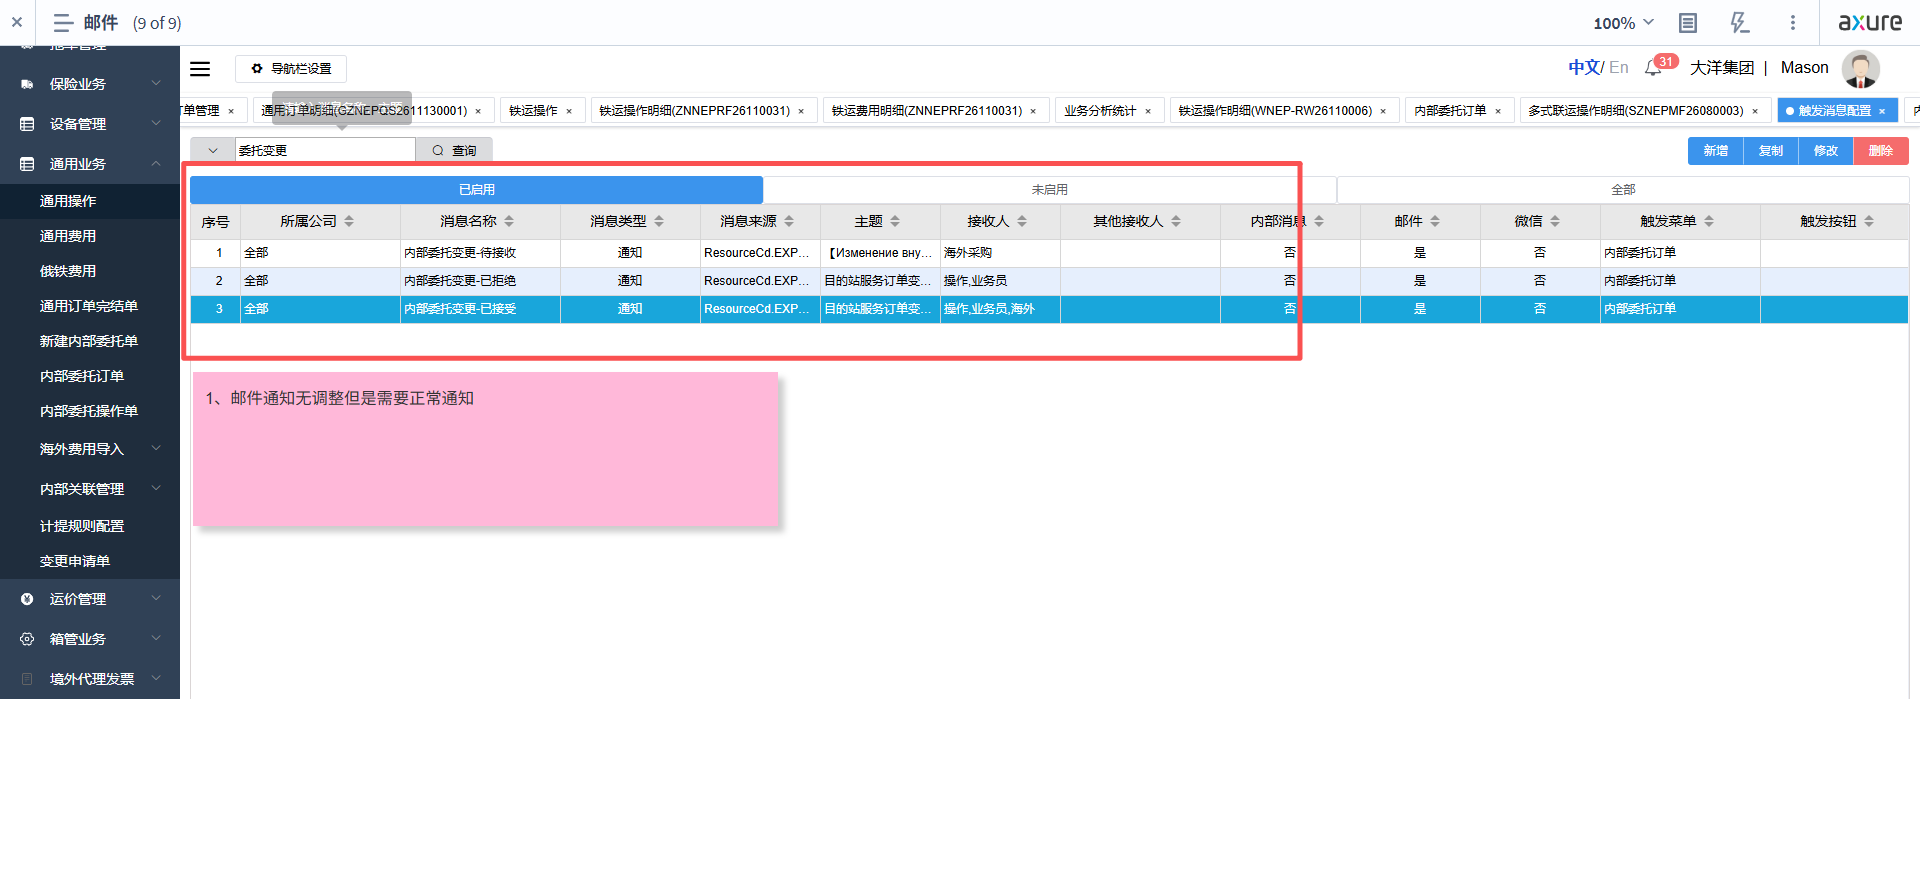 邮件 (9 of 9)
100%
axure
导航栏设置
中文/ En
31
大洋集团 | Mason
订单管理 ×
通用订单明细(GZNEPQS2611130001) ×
铁运操作 ×
铁运操作明细(ZNNEPRF26110031) ×
铁运费用明细(ZNNEPRF26110031) ×
业务分析统计 ×
铁运操作明细(WNEP-RW26110006) ×
内部委托订单 ×
多式联运操作明细(SZNEPMF26080003) ×
触发消息配置 ×
委托变更
查询
新增 复制 修改 删除
已启用 未启用 全部
序号 所属公司 消息名称 消息类型 消息来源 主题 接收人 其他接收人 内部消息 邮件 微信 触发菜单 触发按钮
1 全部 内部委托变更-待接收 通知 ResourceCd.EXP... 【Изменение вну... 海外采购 否 是 否 内部委托订单
2 全部 内部委托变更-已拒绝 通知 ResourceCd.EXP... 目的站服务订单变... 操作,业务员 否 是 否 内部委托订单
3 全部 内部委托变更-已接受 通知 ResourceCd.EXP... 目的站服务订单变... 操作,业务员,海外 否 是 否 内部委托订单
1、邮件通知无调整但是需要正常通知
保险业务
设备管理
通用业务
通用操作
通用费用
俄铁费用
通用订单完结单
新建内部委托单
内部委托订单
内部委托操作单
海外费用导入
内部关联管理
计提规则配置
变更申请单
运价管理
箱管业务
境外代理发票